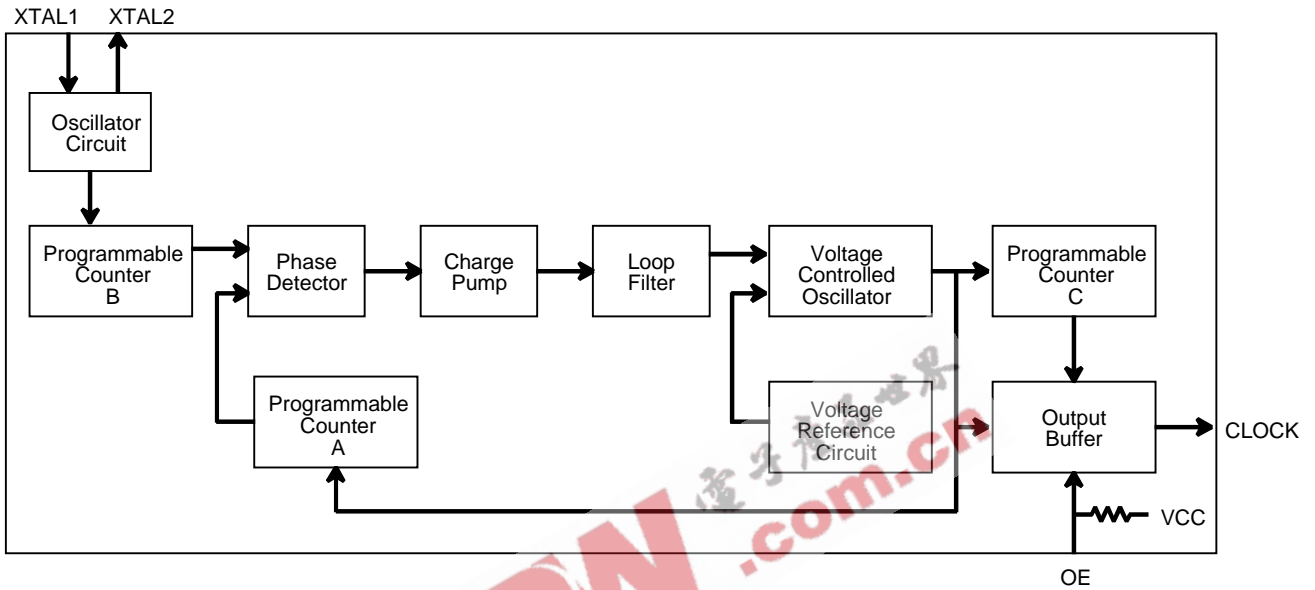 XTAL1 XTAL2
Oscillator
Circuit
Programmable
Counter
B
Phase
Detector
Charge
Pump
Loop
Filter
Voltage
Controlled
Oscillator
Programmable
Counter
C
Programmable
Counter
A
Voltage
Reference
Circuit
Output
Buffer
CLOCK
VCC
OE
.com.cn